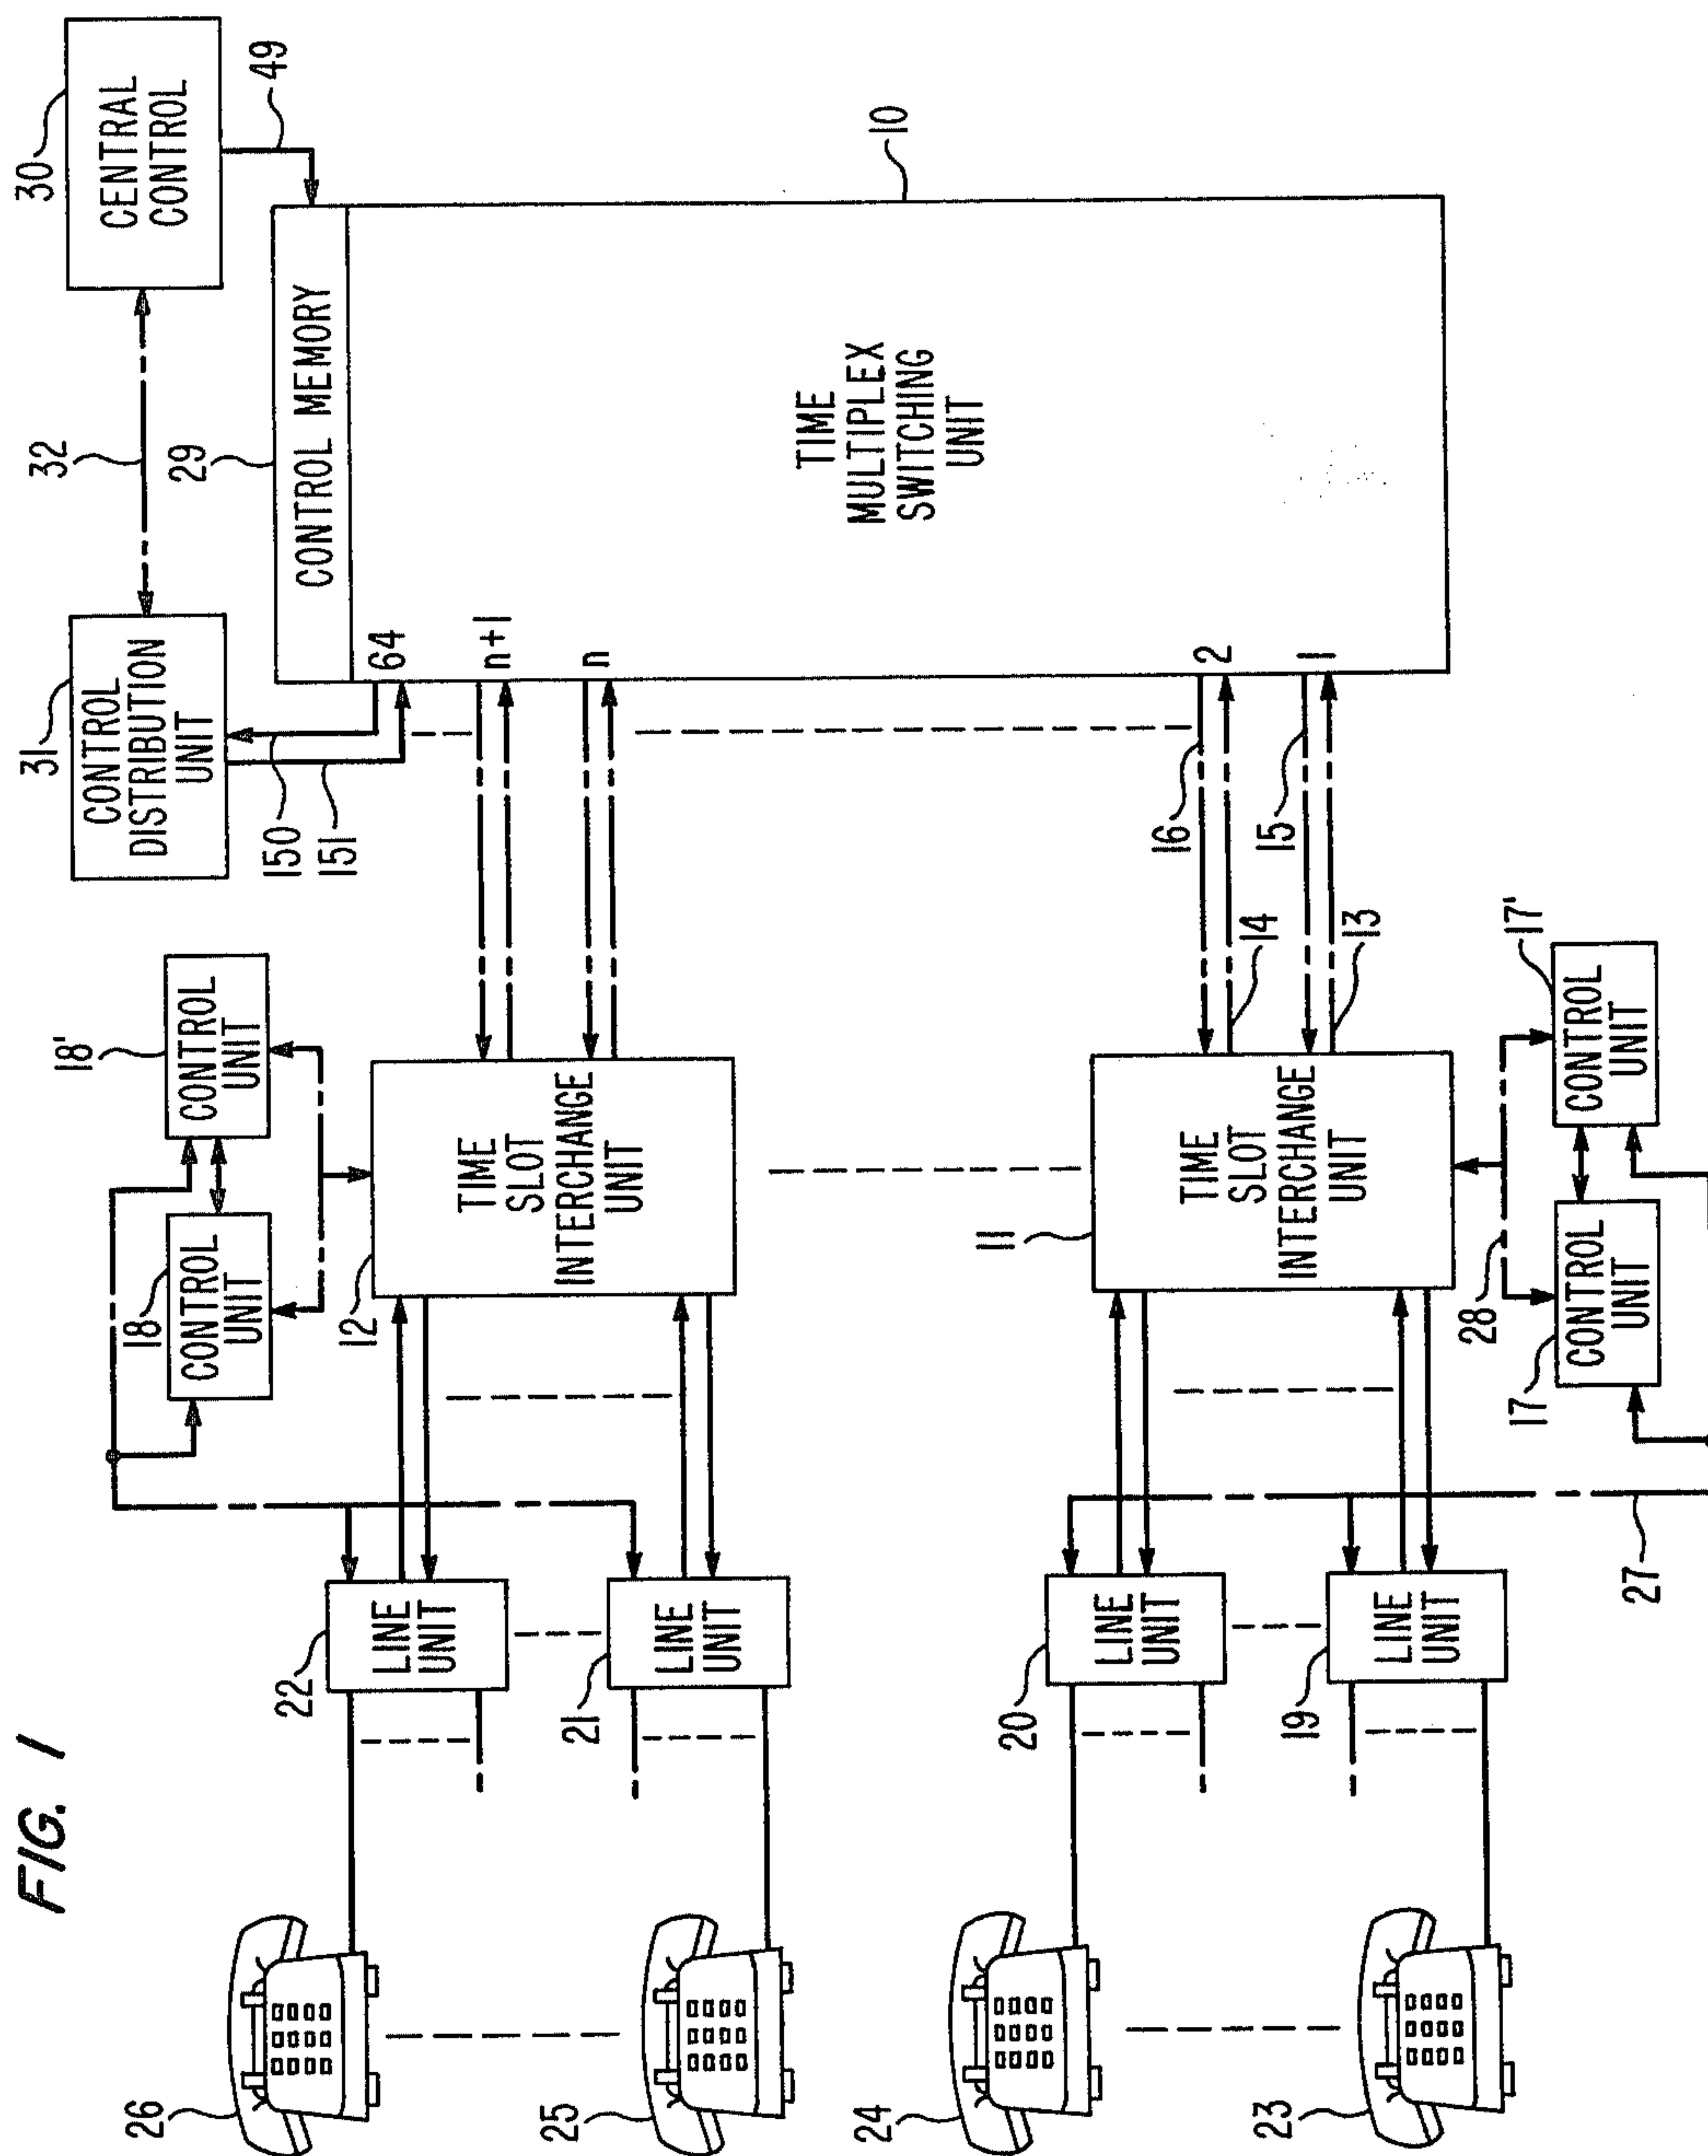 FIG. 1
30
CENTRAL
CONTROL
49
32
31
CONTROL
DISTRIBUTION
UNIT
150
151
29
CONTROL MEMORY
64
n+1
n
2
1
TIME
MULTIPLEX
SWITCHING
UNIT
10
16
15
14
13
18'
CONTROL
UNIT
18
CONTROL
UNIT
12
TIME
SLOT
INTERCHANGE
UNIT
11
TIME
SLOT
INTERCHANGE
UNIT
17'
CONTROL
UNIT
17
CONTROL
UNIT
28
27
22
LINE
UNIT
21
LINE
UNIT
20
LINE
UNIT
19
LINE
UNIT
26
25
24
23